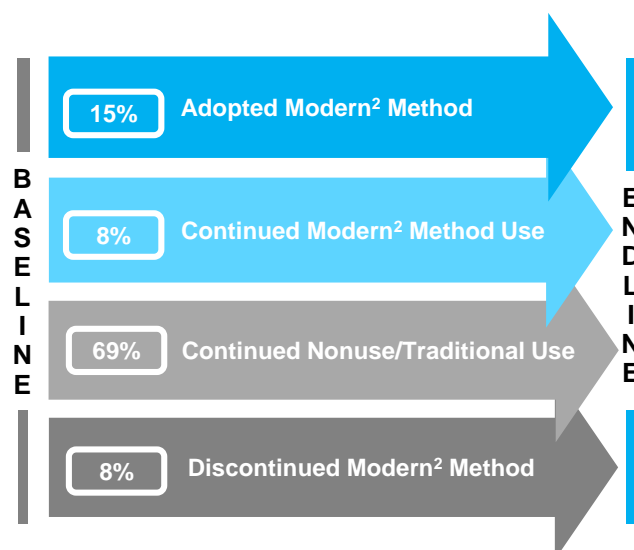 BASELINE
15% Adopted Modern² Method
8% Continued Modern² Method Use
69% Continued Nonuse/Traditional Use
8% Discontinued Modern² Method
ENDLINE